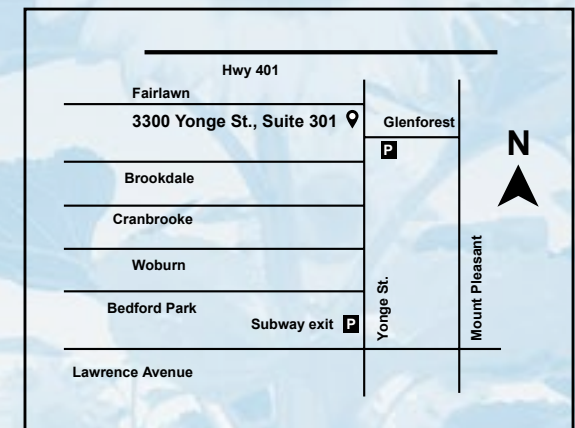 Hwy 401
Fairlawn
3300 Yonge St., Suite 301
Glenforest
P
N
Brookdale
Cranbrooke
Woburn
Bedford Park
Subway exit P
Yonge St.
Mount Pleasant
Lawrence Avenue